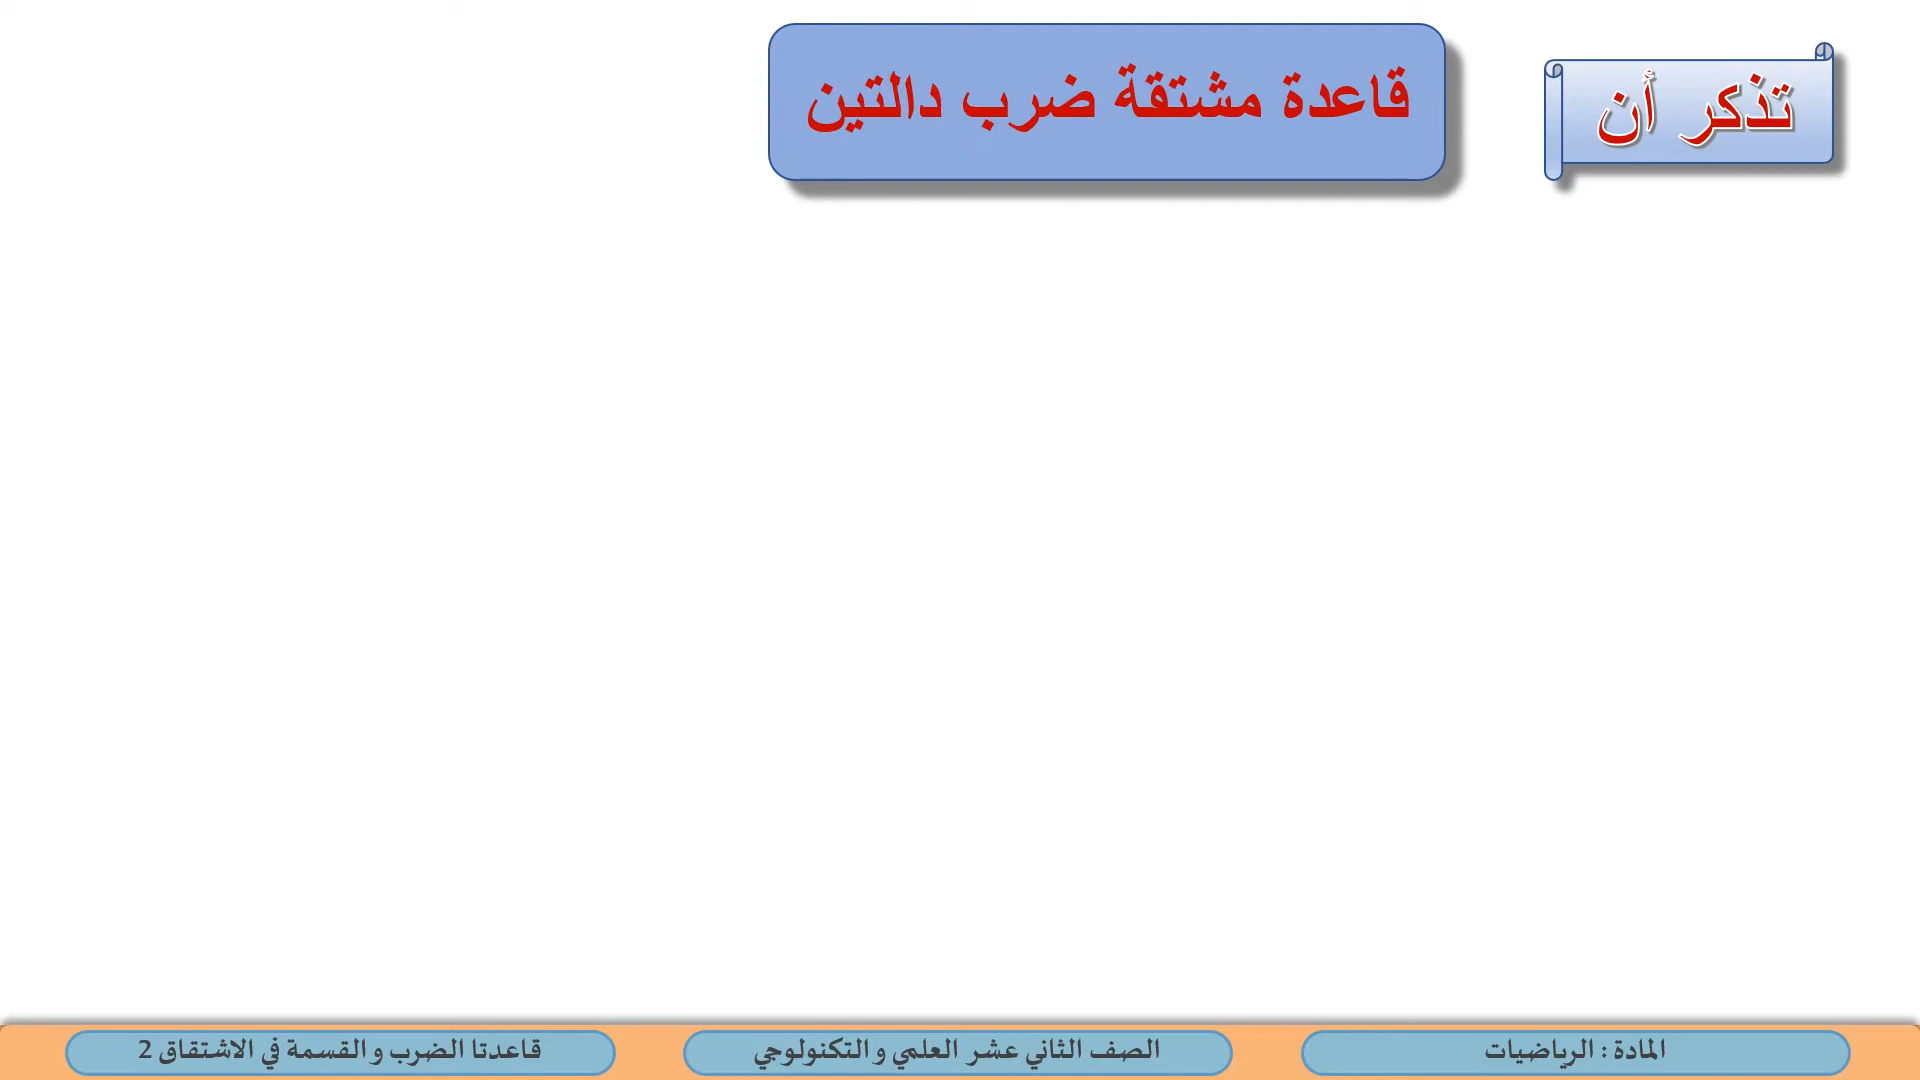 تذكر أن
قاعدة مشتقة ضرب دالتين
المادة : الرياضيات
الصف الثاني عشر العلمي و التكنولوجي
قاعدتا الضرب و القسمة في الاشتقاق 2